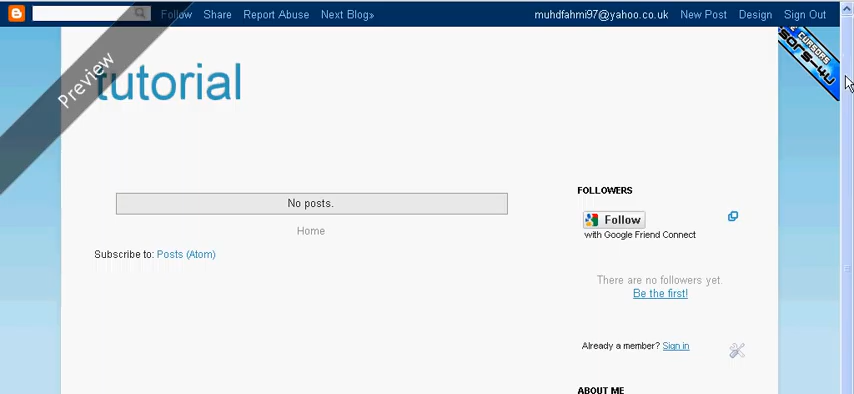 Follow Share Report Abuse Next Blog» muhdfahmi97@yahoo.co.uk New Post Design Sign Out
Preview
CURSORS
tutorial
No posts.
Home
Subscribe to: Posts (Atom)
FOLLOWERS
Follow
with Google Friend Connect
There are no followers yet.
Be the first!
Already a member? Sign in
ABOUT ME